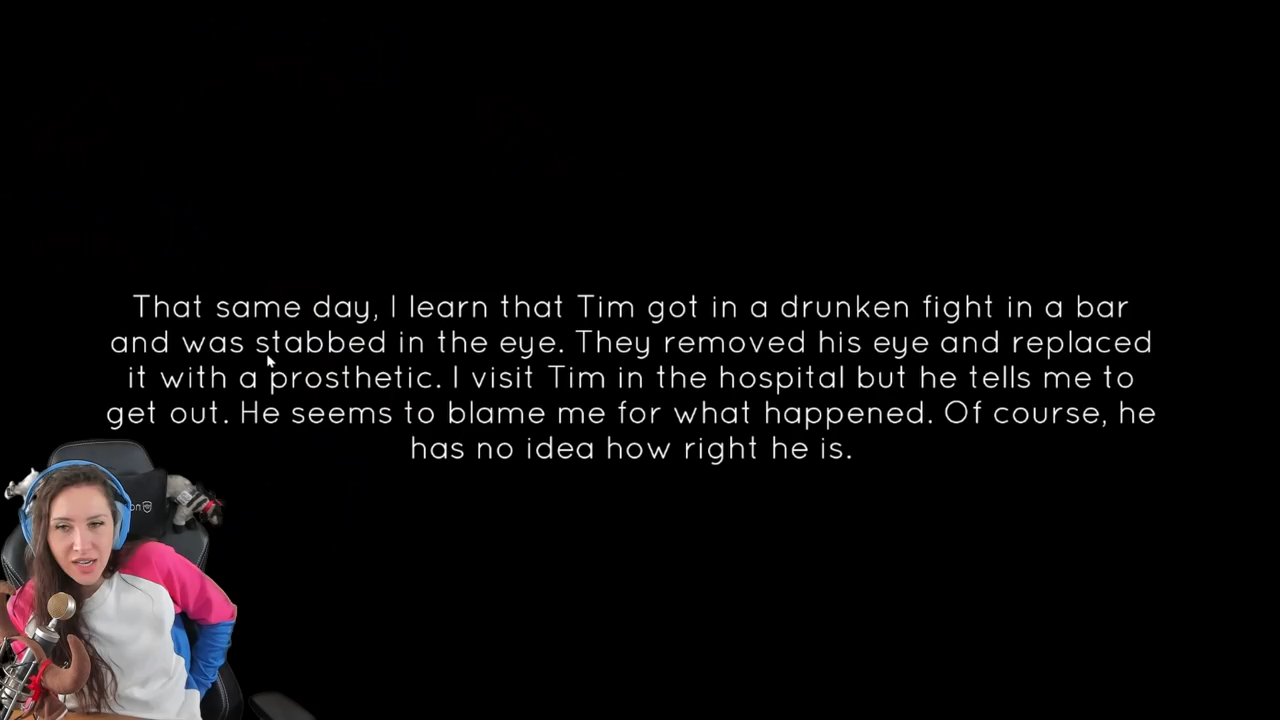 That same day, I learn that Tim got in a drunken fight in a bar
and was stabbed in the eye. They removed his eye and replaced
it with a prosthetic. I visit Tim in the hospital but he tells me to
get out. He seems to blame me for what happened. Of course, he
has no idea how right he is.